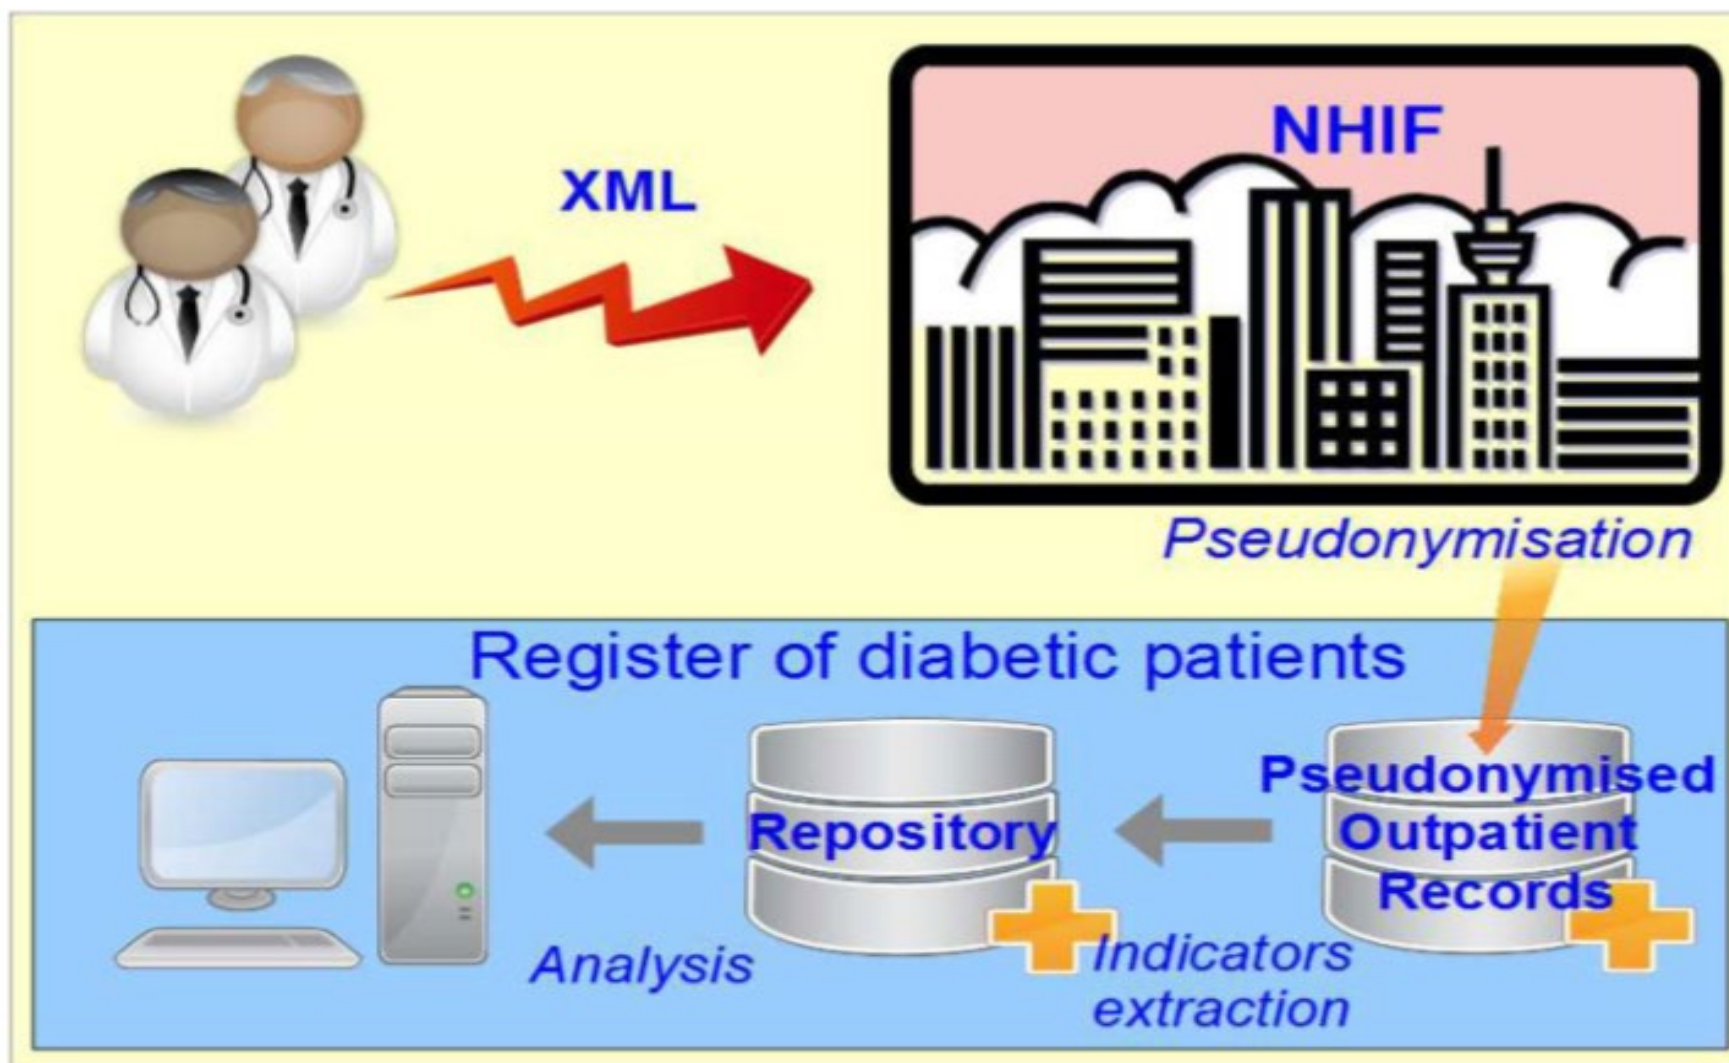 XML
NHIF
Pseudonymisation
Register of diabetic patients
Pseudonymised
Outpatient
Records
Repository
Indicators
extraction
Analysis